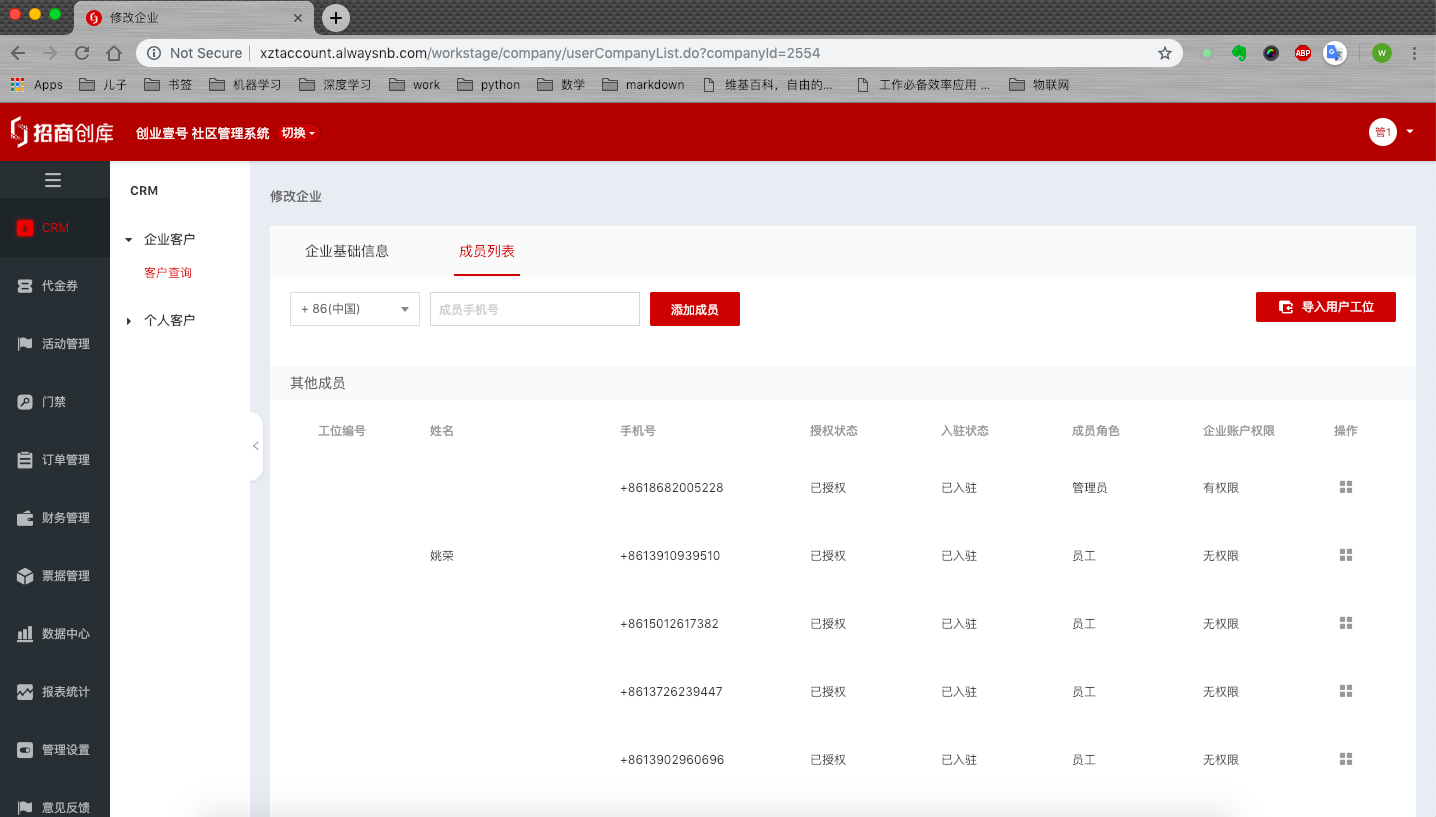 修改企业
Not Secure xztaccount.alwaysnb.com/workstage/company/userCompanyList.do?companyId=2554
ABP
W
Apps 儿子 书签 机器学习 深度学习 work python 数学 markdown 维基百科，自由的... 工作必备效率应用 ... 物联网
招商创库 创业壹号 社区管理系统 切换 管1
CRM
代金券
活动管理
门禁
订单管理
财务管理
票据管理
数据中心
报表统计
管理设置
意见反馈
CRM
企业客户
客户查询
个人客户
修改企业
企业基础信息 成员列表
+ 86(中国) 成员手机号 添加成员 导入用户工位
其他成员
工位编号 姓名 手机号 授权状态 入驻状态 成员角色 企业账户权限 操作
+8618682005228 已授权 已入驻 管理员 有权限
姚荣 +8613910939510 已授权 已入驻 员工 无权限
+8615012617382 已授权 已入驻 员工 无权限
+8613726239447 已授权 已入驻 员工 无权限
+8613902960696 已授权 已入驻 员工 无权限